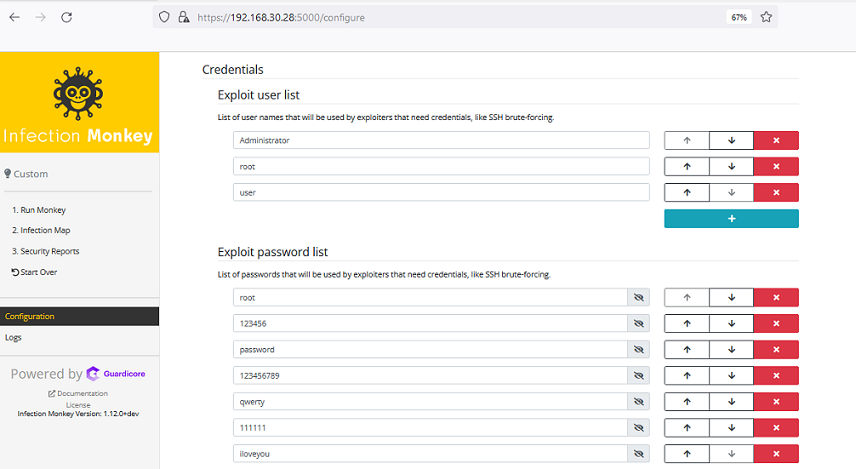 https://192.168.30.28:5000/configure
67%
Infection Monkey
Custom
1. Run Monkey
2. Infection Map
3. Security Reports
Start Over
Configuration
Logs
Powered by Guardicore
Documentation
License
Infection Monkey Version: 1.12.0+dev
Credentials
Exploit user list
List of user names that will be used by exploiters that need credentials, like SSH brute-forcing.
Administrator
root
user
Exploit password list
List of passwords that will be used by exploiters that need credentials, like SSH brute-forcing.
root
123456
password
123456789
qwerty
111111
iloveyou